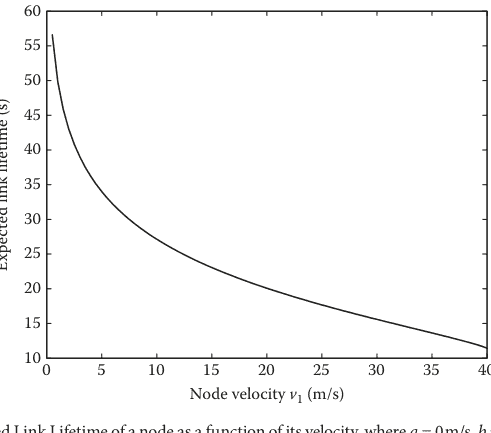 60
55
50
45
40
35
30
25
20
15
10
Expected link lifetime (s)
0 5 10 15 20 25 30 35 40
Node velocity v₁ (m/s)
Link Lifetime of a node as a function of its velocity, where a = 0 m/s,